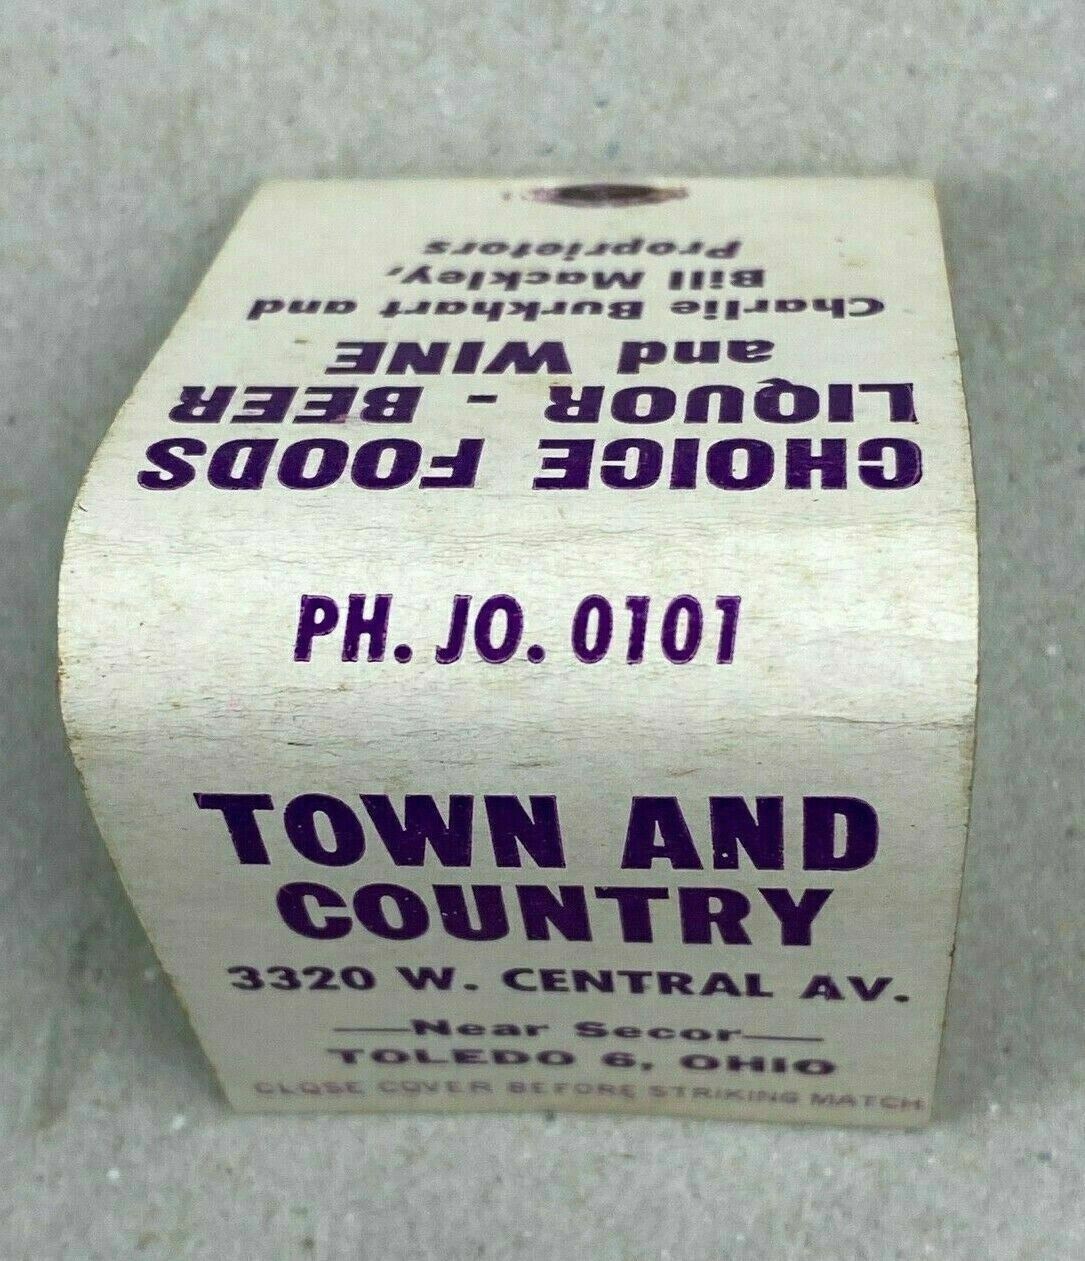 TOWN AND
COUNTRY
3320 W. CENTRAL AV.
—Near Secor—
TOLEDO 6, OHIO
CLOSE COVER BEFORE STRIKING MATCH
PH. JO. 0101
CHOICE FOODS
LIQUOR - BEER
and WINE
Charlie Burkhart and
Bill Mackley,
Proprietors